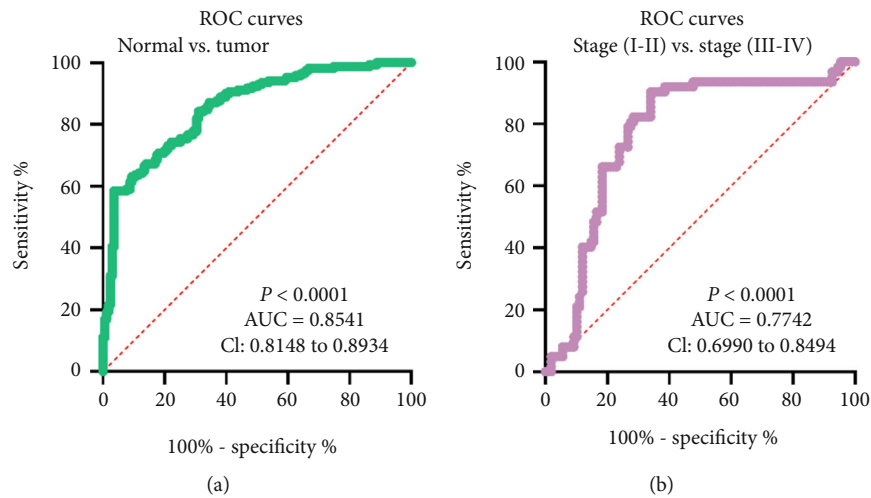 ROC curves
Normal vs. tumor
100
80
60
40
20
0
Sensitivity %
P < 0.0001
AUC = 0.8541
CI: 0.8148 to 0.8934
0 20 40 60 80 100
100% - specificity %
(a)
ROC curves
Stage (I-II) vs. stage (III-IV)
100
80
60
40
20
0
Sensitivity %
P < 0.0001
AUC = 0.7742
CI: 0.6990 to 0.8494
0 20 40 60 80 100
100% - specificity %
(b)